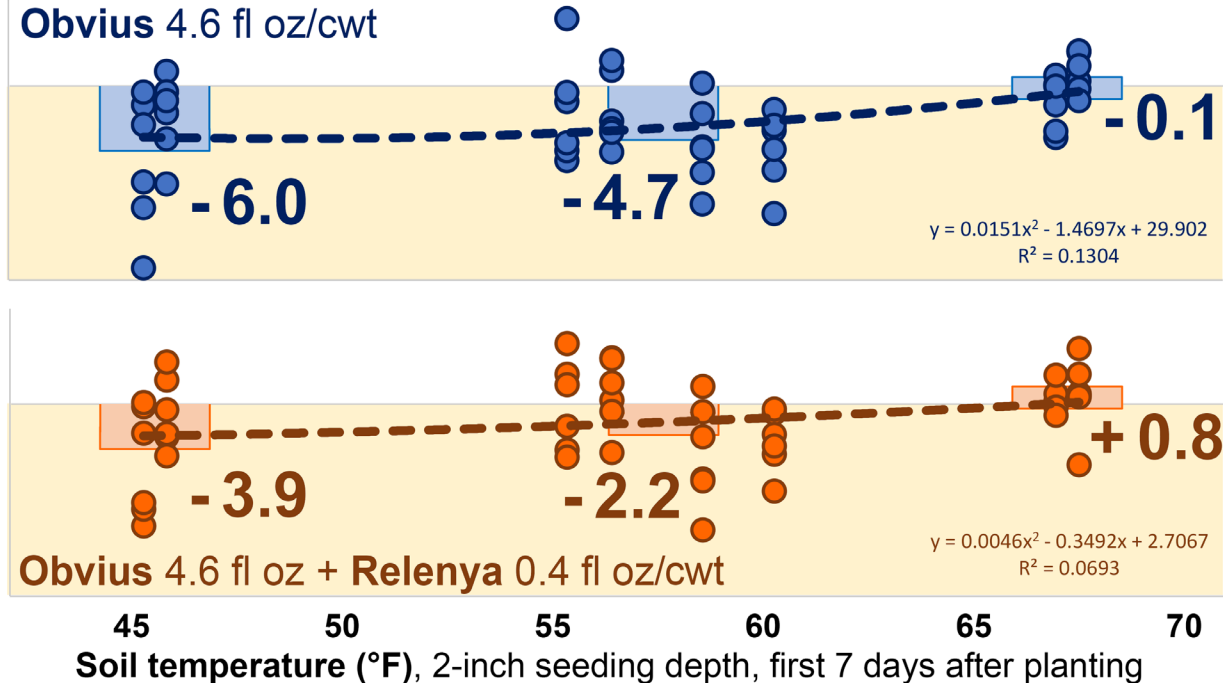 Obvius 4.6 fl oz/cwt
- 6.0
- 4.7
- 0.1
y = 0.0151x² - 1.4697x + 29.902
R² = 0.1304
- 3.9
- 2.2
+ 0.8
y = 0.0046x² - 0.3492x + 2.7067
R² = 0.0693
Obvius 4.6 fl oz + Relenya 0.4 fl oz/cwt
45 50 55 60 65 70
Soil temperature (°F), 2-inch seeding depth, first 7 days after planting